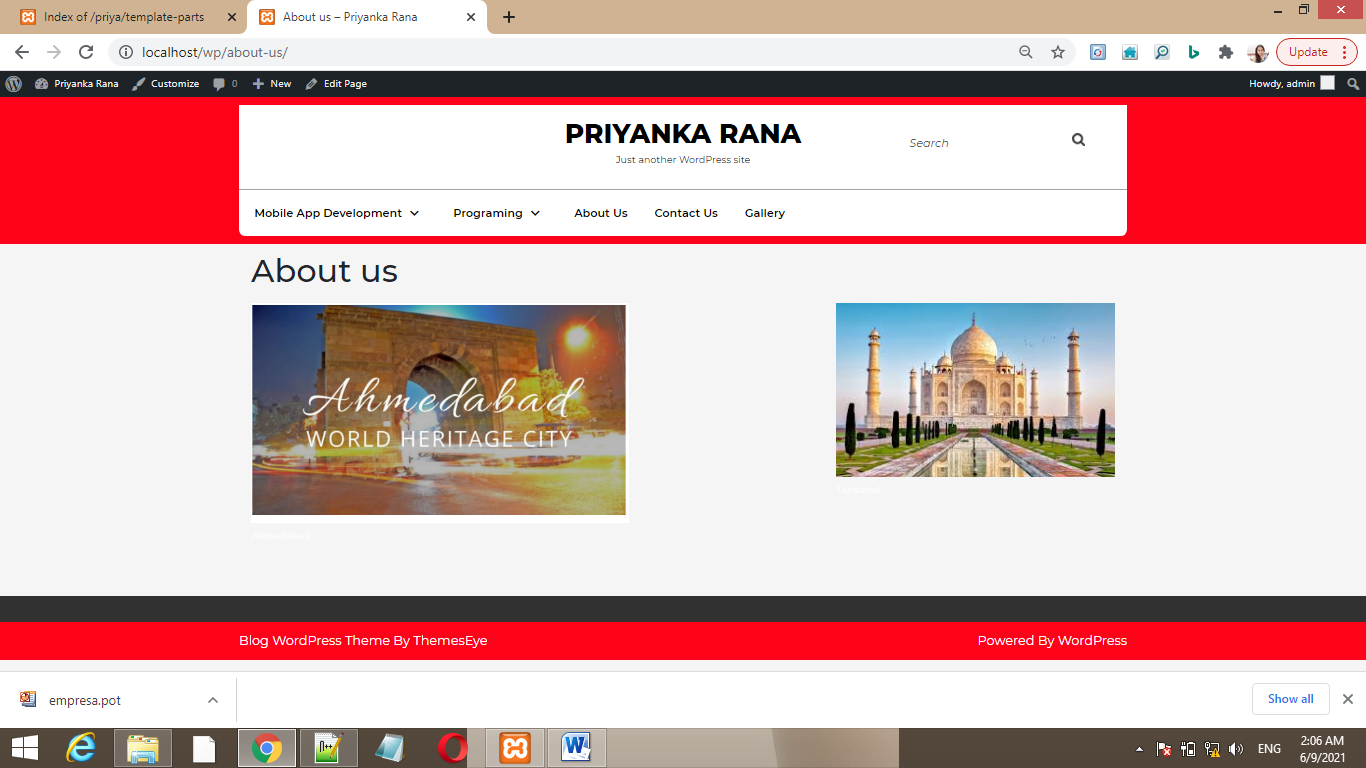 Index of /priya/template-parts
About us – Priyanka Rana
localhost/wp/about-us/
Update
Priyanka Rana
Customize
0
New
Edit Page
Howdy, admin
PRIYANKA RANA
Just another WordPress site
Search
Mobile App Development
Programing
About Us
Contact Us
Gallery
About us
Ahmedabad
WORLD HERITAGE CITY
Blog WordPress Theme By ThemesEye
Powered By WordPress
empresa.pot
Show all
ENG
2:06 AM
6/9/2021